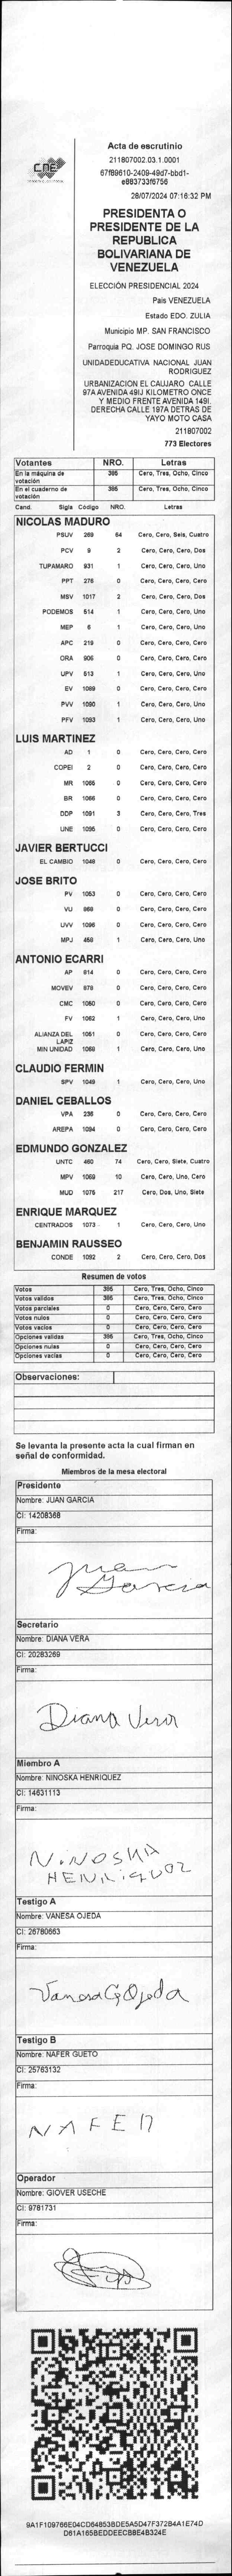 CNE
Acta de escrutinio
211807002.03.1.0001
67f89610-2409-49d7-bbd1-
e883733f6756
28/07/2024 07:16:32 PM
PRESIDENTA O
PRESIDENTE DE LA
REPUBLICA
BOLIVARIANA DE
VENEZUELA
ELECCIÓN PRESIDENCIAL 2024
Pais VENEZUELA
Estado EDO. ZULIA
Municipio MP. SAN FRANCISCO
Parroquia PQ. JOSE DOMINGO RUS
UNIDADEDUCATIVA NACIONAL JUAN
RODRIGUEZ
URBANIZACION EL CAUJARO CALLE
97A AVENIDA 49IJ KILOMETRO ONCE
Y MEDIO FRENTE AVENIDA 149I.
DERECHA CALLE 197A DETRAS DE
YAYO MOTO CASA
211807002
773 Electores
Votantes NRO. Letras
En la máquina de votación 385 Cero, Tres, Ocho, Cinco
En el cuaderno de votación 385 Cero, Tres, Ocho, Cinco
Cand. Sigla Código NRO. Letras
NICOLAS MADURO
PSUV 269 64 Cero, Cero, Seis, Cuatro
PCV 9 2 Cero, Cero, Cero, Dos
TUPAMARO 931 1 Cero, Cero, Cero, Uno
PPT 276 0 Cero, Cero, Cero, Cero
MSV 1017 2 Cero, Cero, Cero, Dos
PODEMOS 514 1 Cero, Cero, Cero, Uno
MEP 6 1 Cero, Cero, Cero, Uno
APC 219 0 Cero, Cero, Cero, Cero
ORA 906 0 Cero, Cero, Cero, Cero
UPV 513 1 Cero, Cero, Cero, Uno
EV 1089 0 Cero, Cero, Cero, Cero
PVV 1090 1 Cero, Cero, Cero, Uno
PFV 1093 1 Cero, Cero, Cero, Uno
LUIS MARTINEZ
AD 1 0 Cero, Cero, Cero, Cero
COPEI 2 0 Cero, Cero, Cero, Cero
MR 1065 0 Cero, Cero, Cero, Cero
BR 1066 0 Cero, Cero, Cero, Cero
DDP 1091 3 Cero, Cero, Cero, Tres
UNE 1095 0 Cero, Cero, Cero, Cero
JAVIER BERTUCCI
EL CAMBIO 1048 0 Cero, Cero, Cero, Cero
JOSE BRITO
PV 1053 0 Cero, Cero, Cero, Cero
VU 868 0 Cero, Cero, Cero, Cero
UVV 1096 0 Cero, Cero, Cero, Cero
MPJ 458 1 Cero, Cero, Cero, Uno
ANTONIO ECARRI
AP 814 0 Cero, Cero, Cero, Cero
MOVEV 878 0 Cero, Cero, Cero, Cero
CMC 1050 0 Cero, Cero, Cero, Cero
FV 1062 1 Cero, Cero, Cero, Uno
ALIANZA DEL LAPIZ 1051 0 Cero, Cero, Cero, Cero
MIN UNIDAD 1068 1 Cero, Cero, Cero, Uno
CLAUDIO FERMIN
SPV 1049 1 Cero, Cero, Cero, Uno
DANIEL CEBALLOS
VPA 236 0 Cero, Cero, Cero, Cero
AREPA 1094 0 Cero, Cero, Cero, Cero
EDMUNDO GONZALEZ
UNTC 460 74 Cero, Cero, Siete, Cuatro
MPV 1069 10 Cero, Cero, Uno, Cero
MUD 1075 217 Cero, Dos, Uno, Siete
ENRIQUE MARQUEZ
CENTRADOS 1073 1 Cero, Cero, Cero, Uno
BENJAMIN RAUSSEO
CONDE 1092 2 Cero, Cero, Cero, Dos
Resumen de votos
Votos 385 Cero, Tres, Ocho, Cinco
Votos validos 385 Cero, Tres, Ocho, Cinco
Votos parciales 0 Cero, Cero, Cero, Cero
Votos nulos 0 Cero, Cero, Cero, Cero
Votos vacios 0 Cero, Cero, Cero, Cero
Opciones validas 385 Cero, Tres, Ocho, Cinco
Opciones nulas 0 Cero, Cero, Cero, Cero
Opciones vacias 0 Cero, Cero, Cero, Cero
Observaciones:
Se levanta la presente acta la cual firman en
señal de conformidad.
Miembros de la mesa electoral
Presidente
Nombre: JUAN GARCIA
CI: 14208368
Firma:
Juan
Garcia
Secretario
Nombre: DIANA VERA
CI: 20283269
Firma:
Diana Vera
Miembro A
Nombre: NINOSKA HENRIQUEZ
CI: 14631113
Firma:
NINOSKA
HENRIQUOZ
Testigo A
Nombre: VANESA OJEDA
CI: 26780663
Firma:
Vanesa G Ojeda
Testigo B
Nombre: NAFER GUETO
CI: 25763132
Firma:
NAFER
Operador
Nombre: GIOVER USECHE
CI: 9781731
Firma:
9A1F109766E04CD64853BDE5A5D47F372B4A1E74D
D61A165BEDDEECB8E4B324E